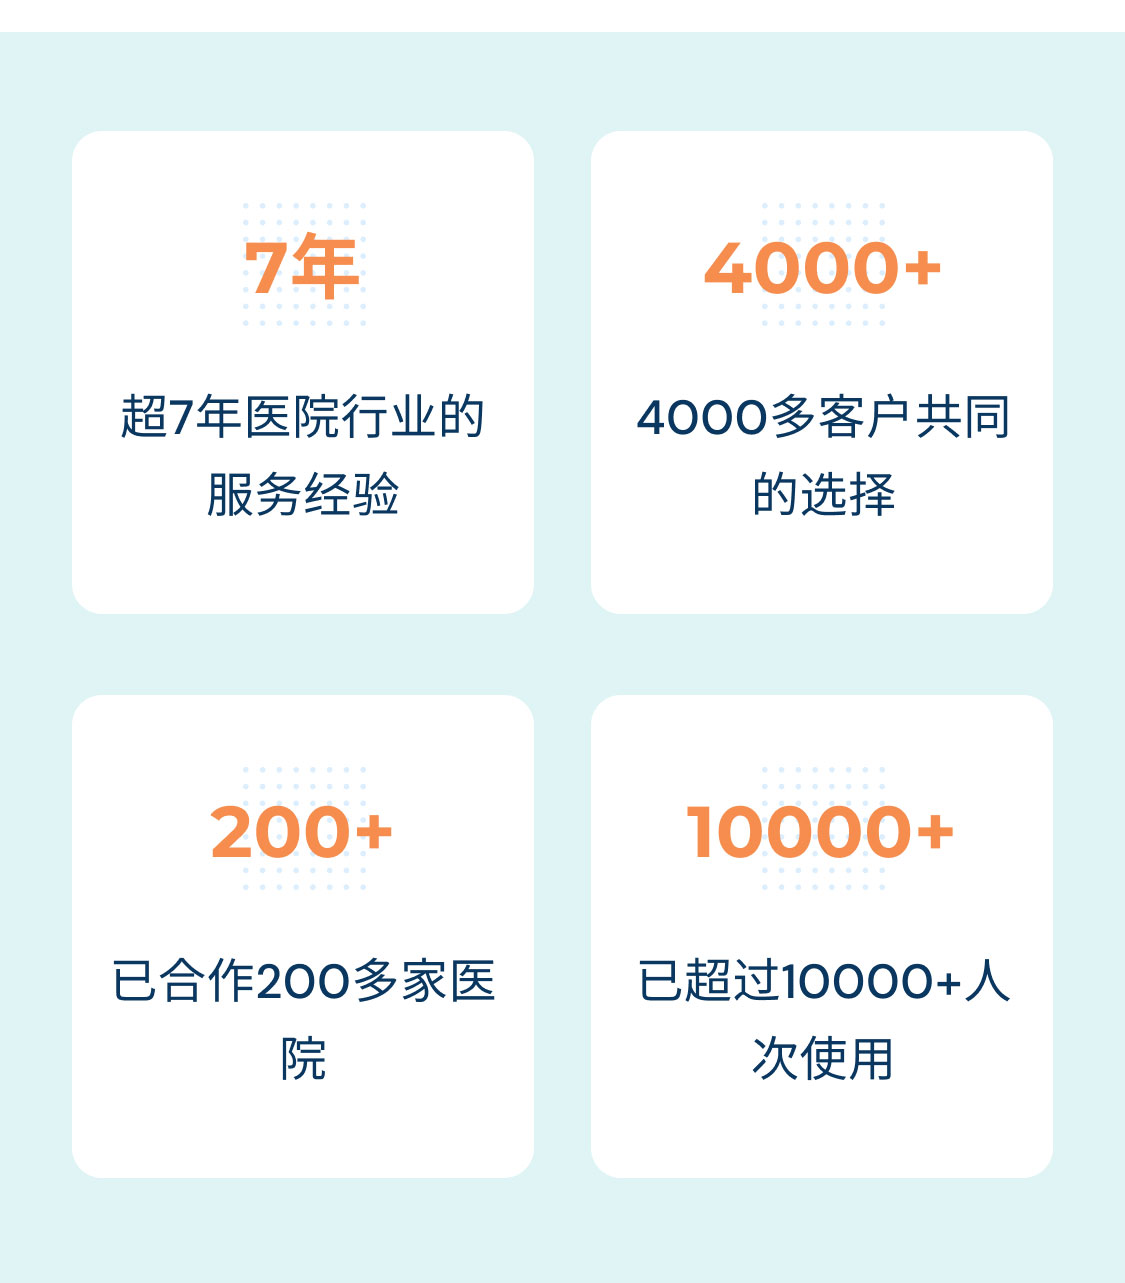 7年
超7年医院行业的
服务经验
4000+
4000多客户共同
的选择
200+
已合作200多家医
院
10000+
已超过10000+人
次使用